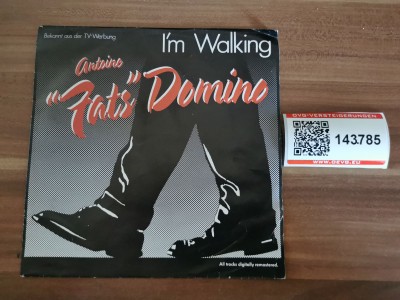 Bekannt aus der TV-Werbung
I'm Walking
Antoine
"Fats" Domino
All tracks digitally remastered.
OVB-VERSTEIGERUNGEN
143785
WWW.OEVB.EU